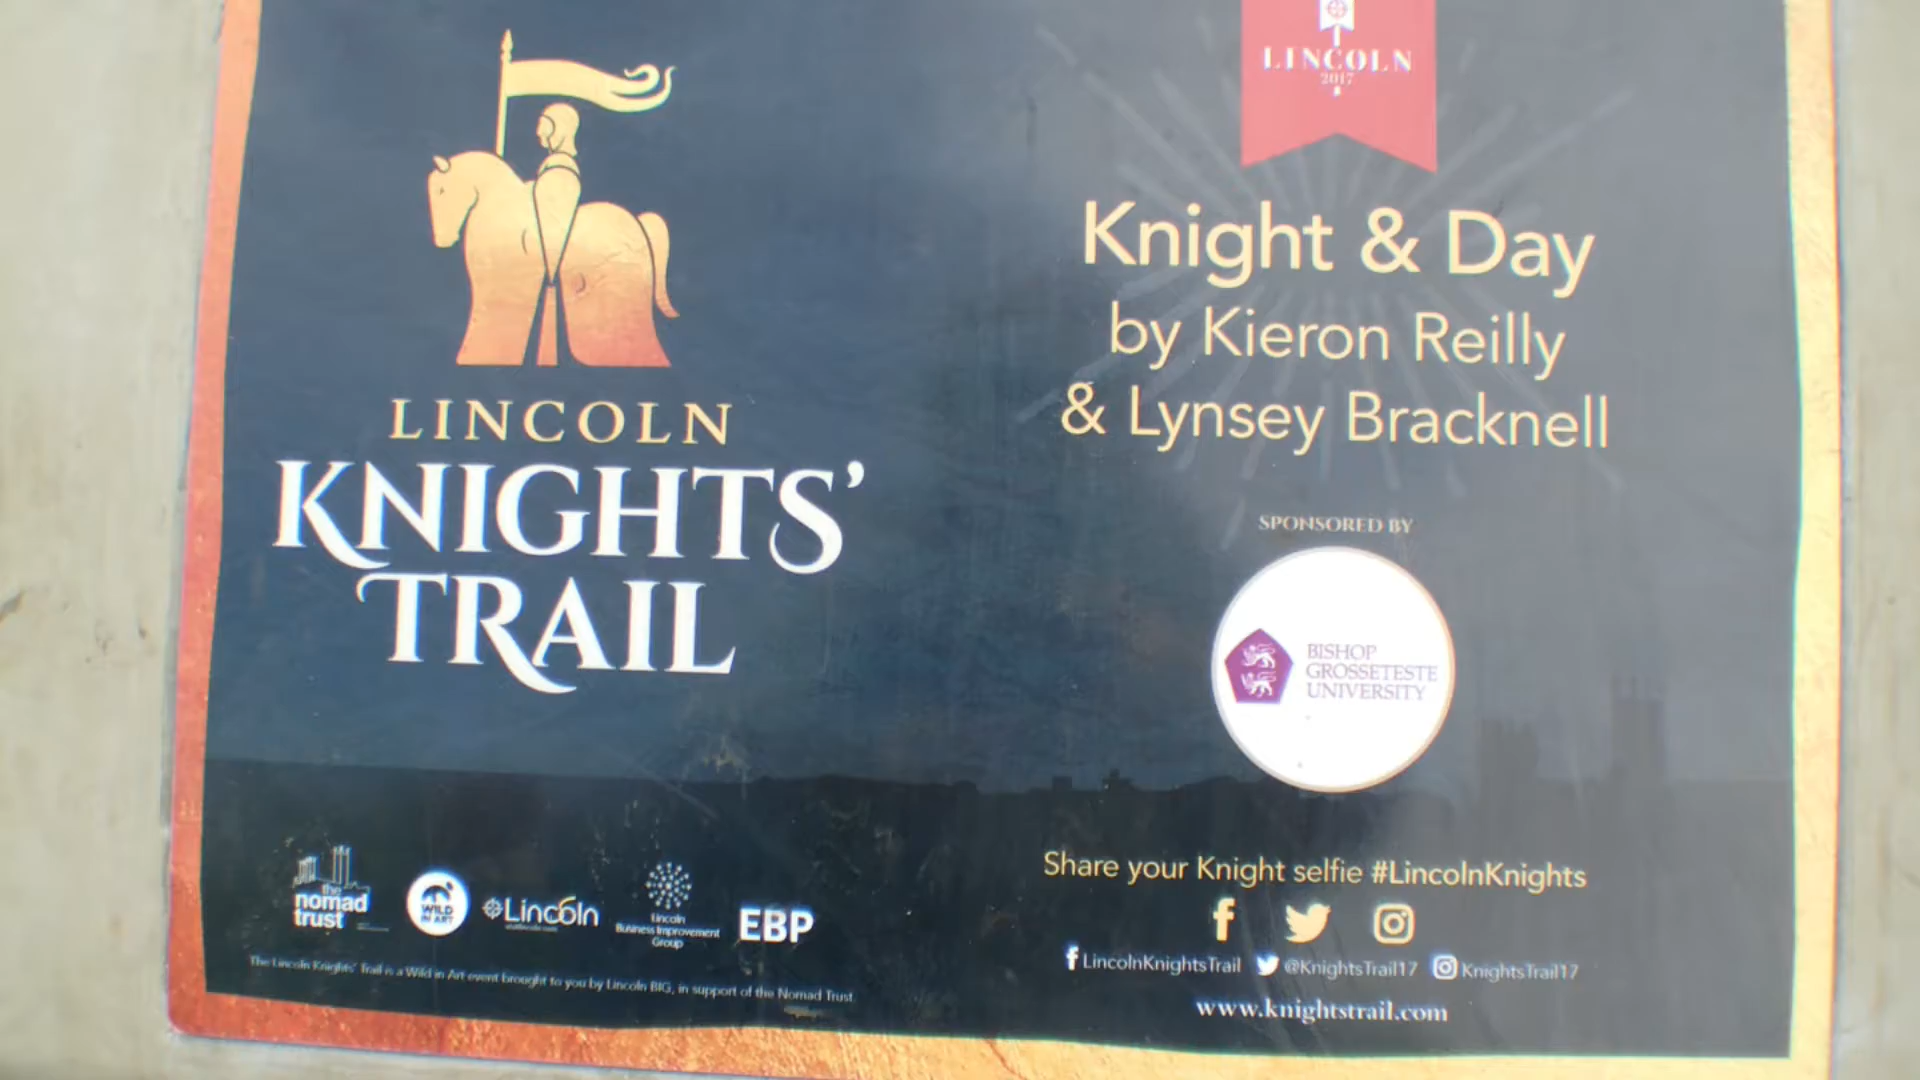 LINCOLN
KNIGHTS’
TRAIL
the
nomad
trust
WILD
IN ART
Lincoln
Lincoln
Business Improvement
Group
EBP
The Lincoln Knights' Trail is a Wild in Art event brought to you by Lincoln BIG, in support of the Nomad Trust
LINCOLN
2017
Knight & Day
by Kieron Reilly
& Lynsey Bracknell
SPONSORED BY
BISHOP
GROSSETESTE
UNIVERSITY
Share your Knight selfie #LincolnKnights
LincolnKnightsTrail @KnightsTrail17 KnightsTrail17
www.knightstrail.com